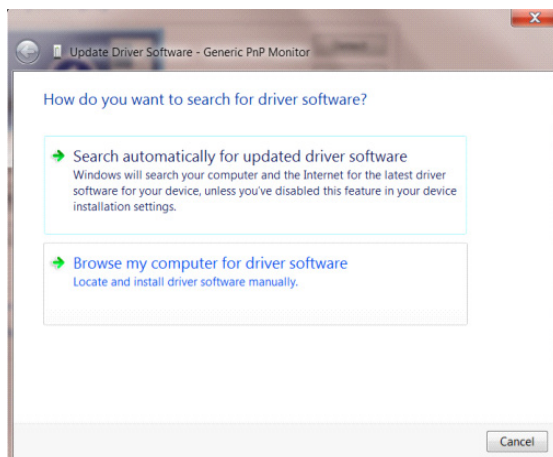 X
Update Driver Software - Generic PnP Monitor
How do you want to search for driver software?
Search automatically for updated driver software
Windows will search your computer and the Internet for the latest driver
software for your device, unless you've disabled this feature in your device
installation settings.
Browse my computer for driver software
Locate and install driver software manually.
Cancel